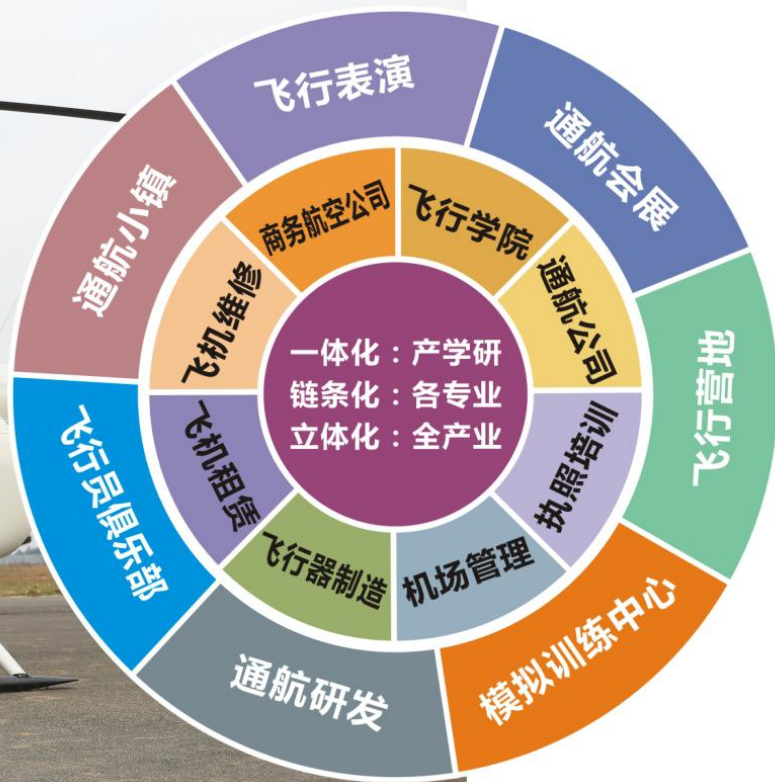 飞行表演
通航会展
飞行营地
模拟训练中心
通航研发
飞行员俱乐部
通航小镇
商务航空公司
飞行学院
通航公司
执照培训
机场管理
飞行器制造
飞机租赁
飞机维修
一体化：产学研
链条化：各专业
立体化：全产业